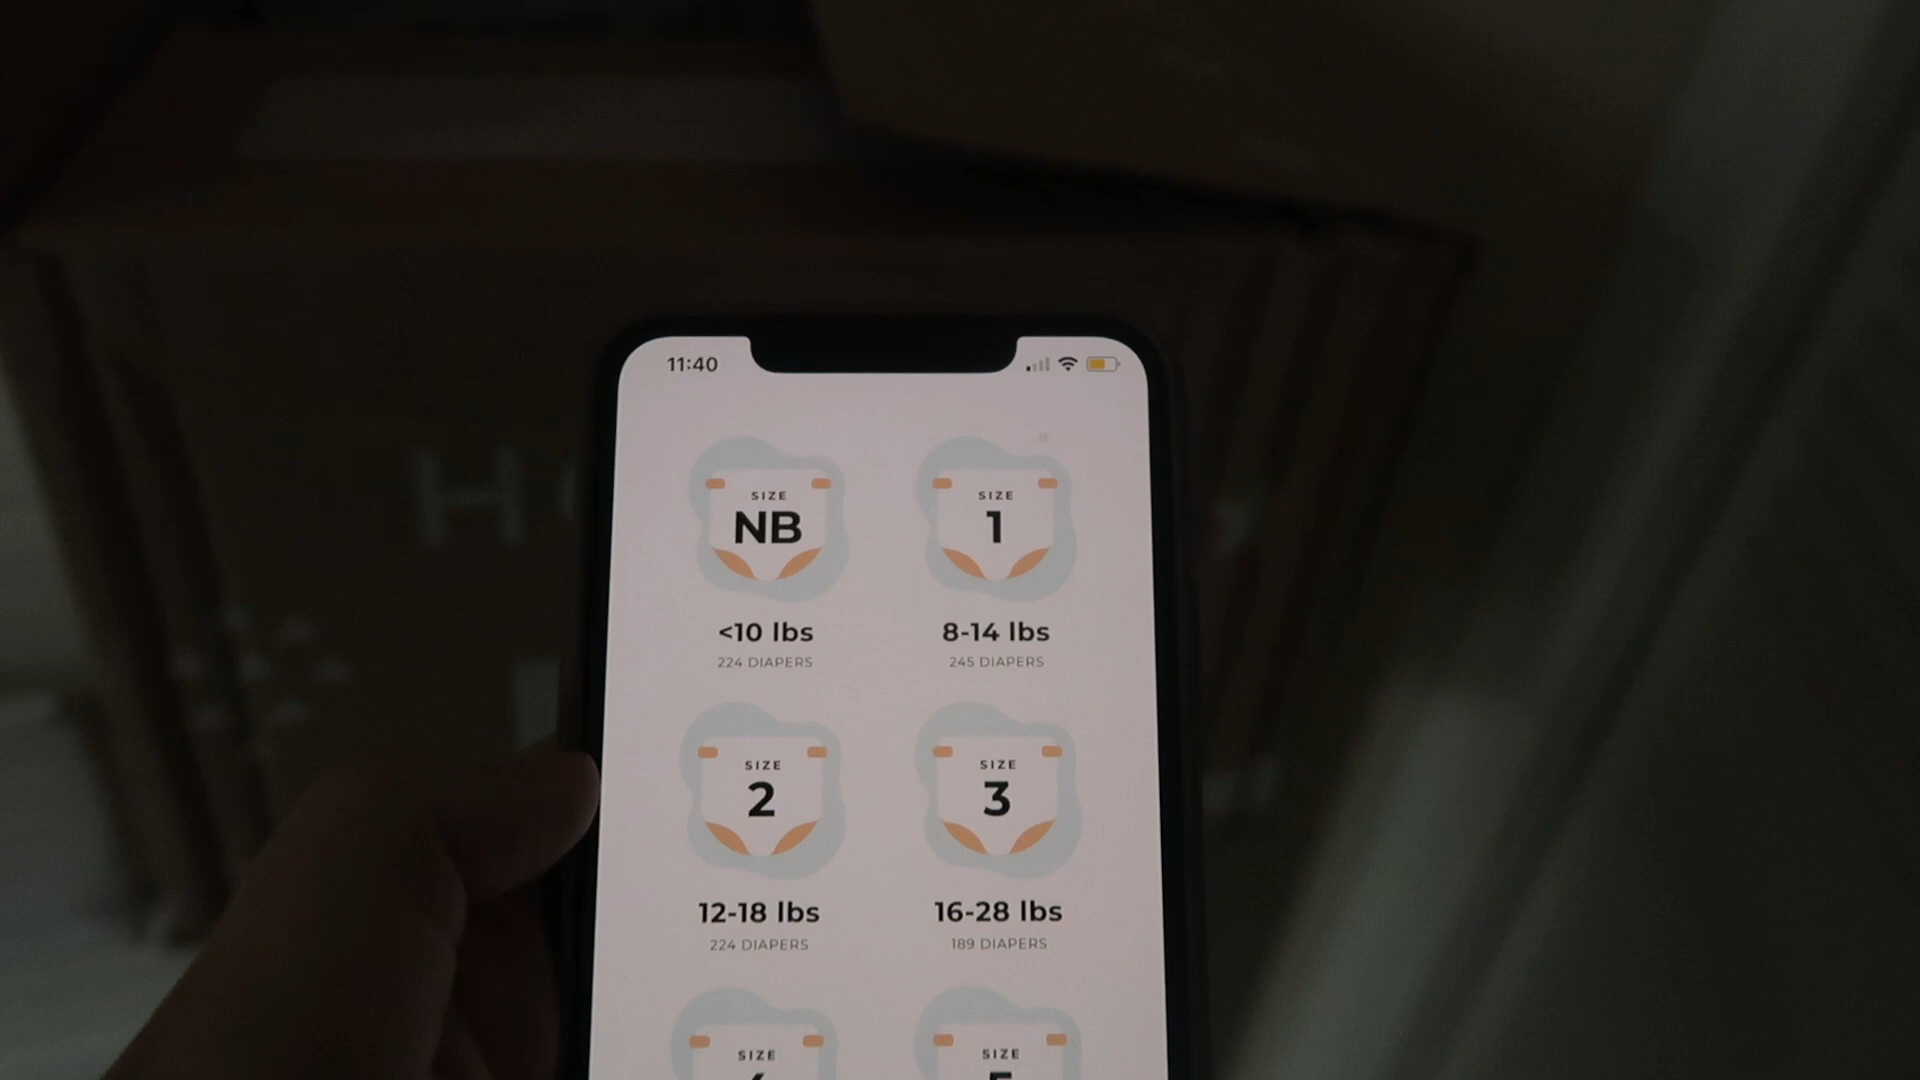 11:40
SIZE
NB
SIZE
1
<10 lbs
224 DIAPERS
8-14 lbs
245 DIAPERS
SIZE
2
SIZE
3
12-18 lbs
224 DIAPERS
16-28 lbs
189 DIAPERS
SIZE
SIZE